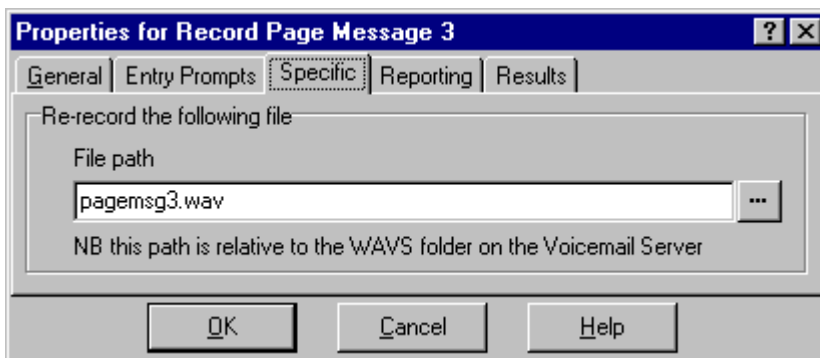 Properties for Record Page Message 3 ? ×
General Entry Prompts Specific Reporting Results
Re-record the following file
File path
pagemsg3.wav ...
NB this path is relative to the WAVS folder on the Voicemail Server
OK Cancel Help